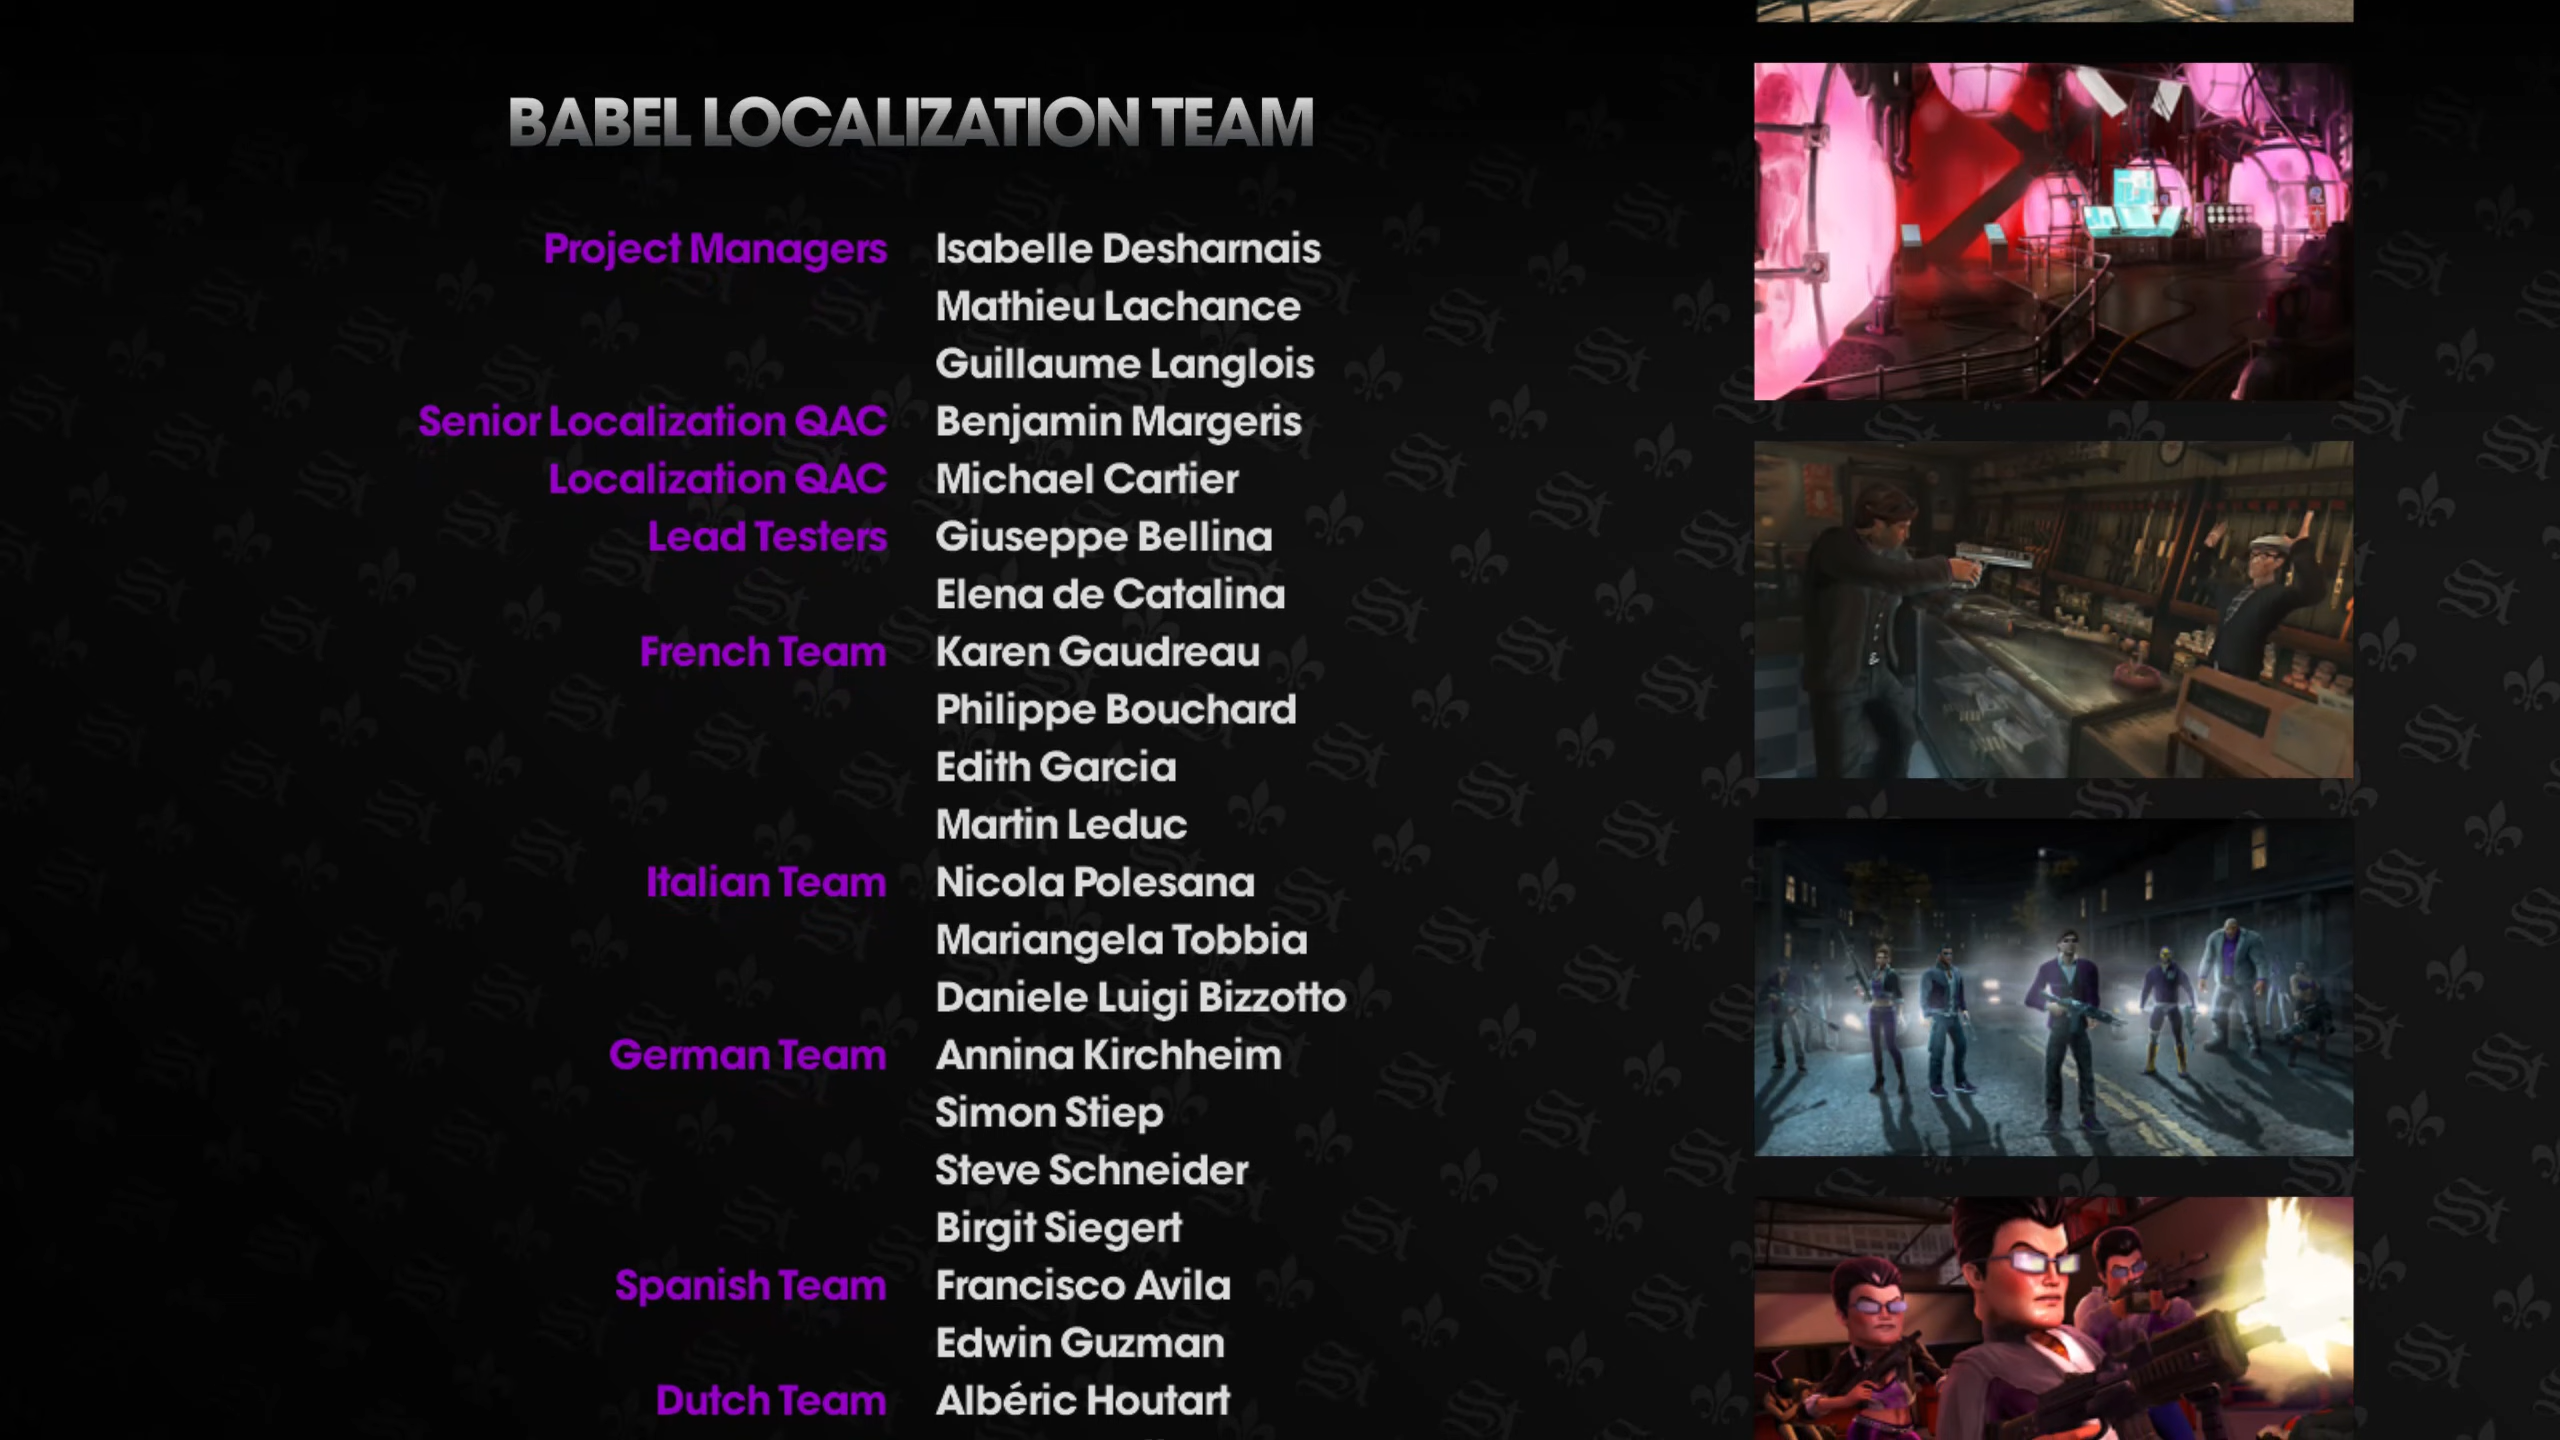 BABEL LOCALIZATION TEAM
Project Managers Isabelle Desharnais
Mathieu Lachance
Guillaume Langlois
Senior Localization QAC Benjamin Margeris
Localization QAC Michael Cartier
Lead Testers Giuseppe Bellina
Elena de Catalina
French Team Karen Gaudreau
Philippe Bouchard
Edith Garcia
Martin Leduc
Italian Team Nicola Polesana
Mariangela Tobbia
Daniele Luigi Bizzotto
German Team Annina Kirchheim
Simon Stiep
Steve Schneider
Birgit Siegert
Spanish Team Francisco Avila
Edwin Guzman
Dutch Team Albéric Houtart